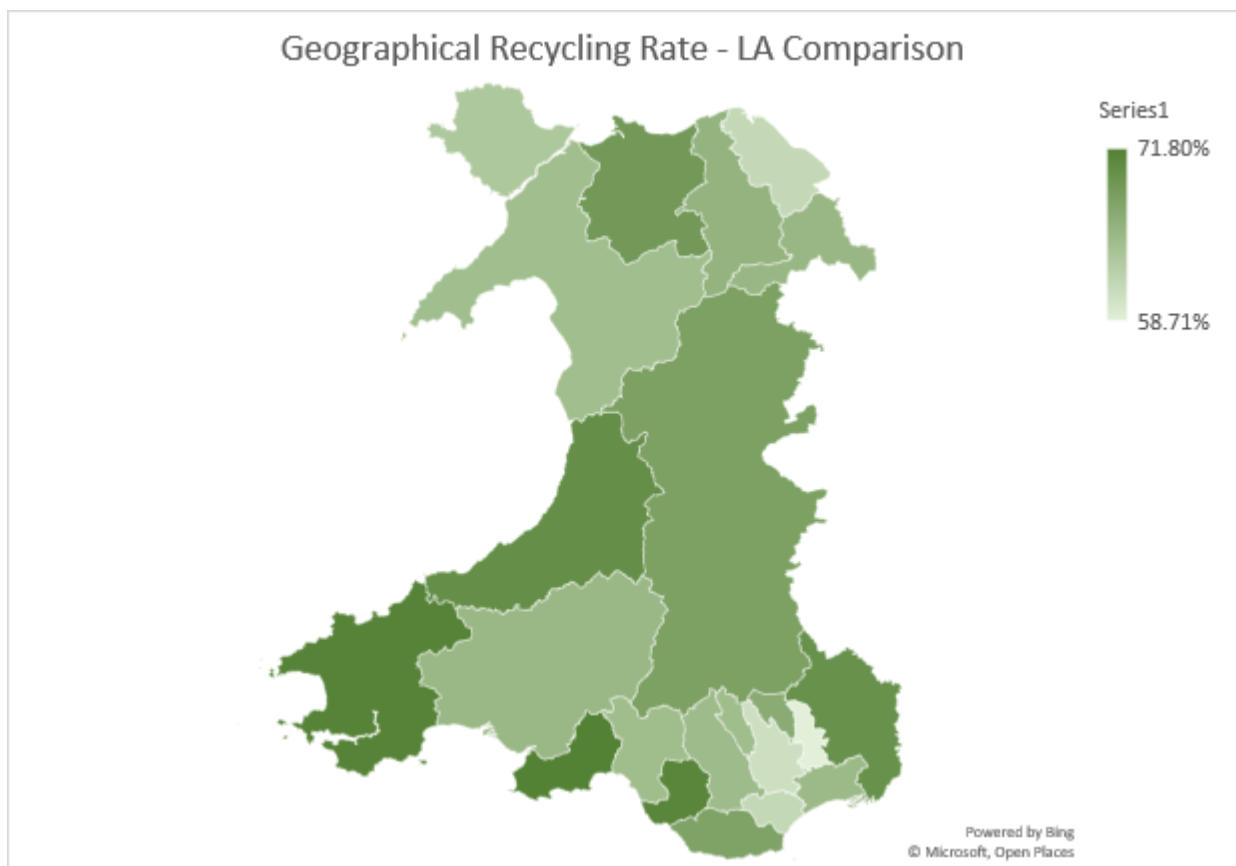 Geographical Recycling Rate - LA Comparison
Series1
71.80%
58.71%
Powered by Bing
© Microsoft, Open Places